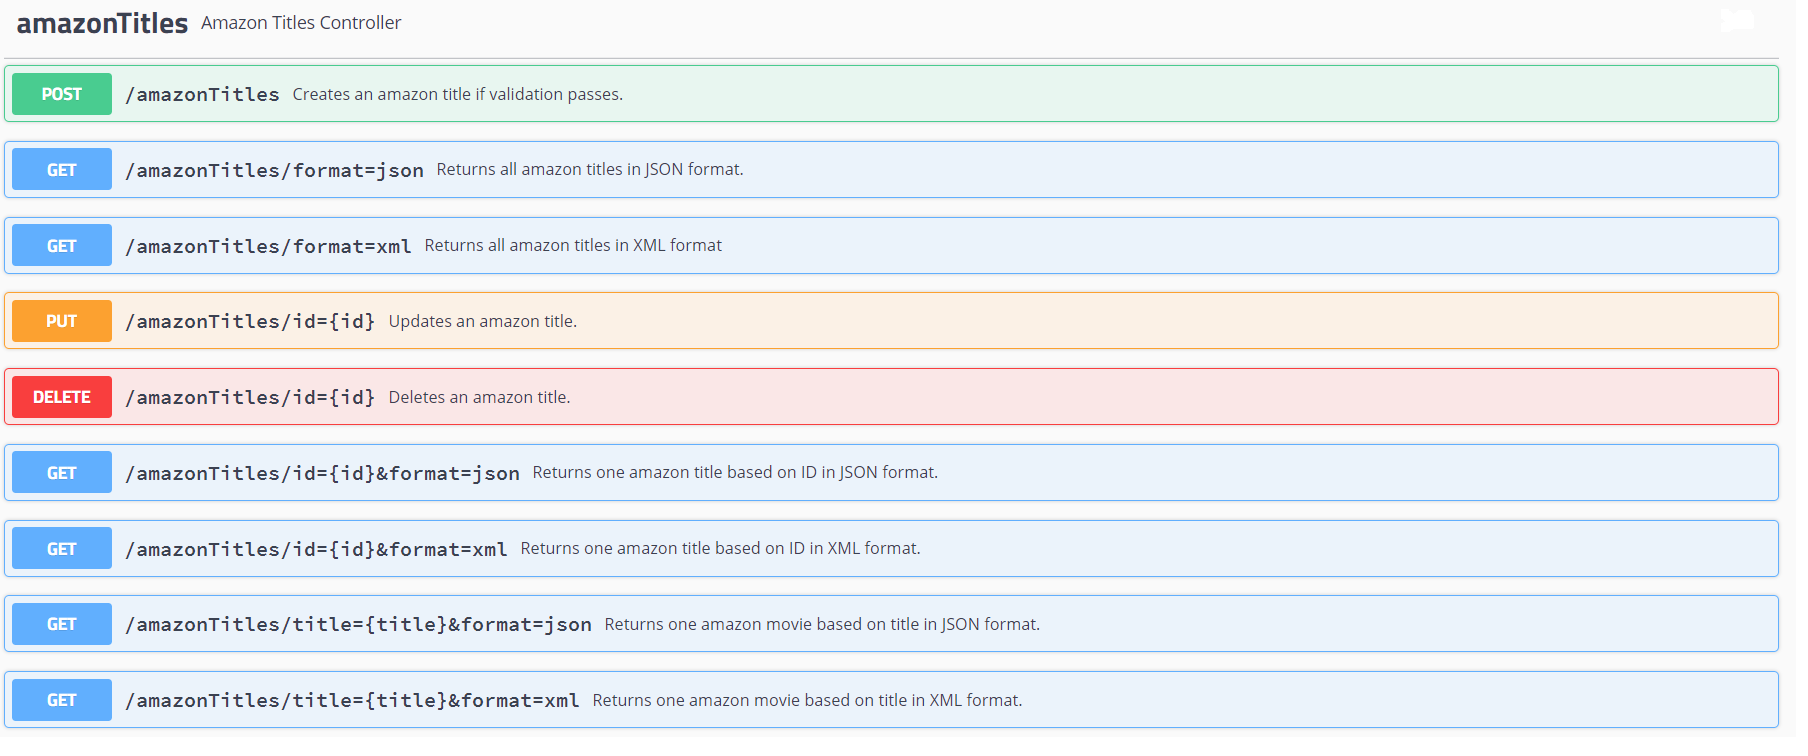 amazonTitles Amazon Titles Controller
POST /amazonTitles Creates an amazon title if validation passes.
GET /amazonTitles/format=json Returns all amazon titles in JSON format.
GET /amazonTitles/format=xml Returns all amazon titles in XML format
PUT /amazonTitles/id={id} Updates an amazon title.
DELETE /amazonTitles/id={id} Deletes an amazon title.
GET /amazonTitles/id={id}&format=json Returns one amazon title based on ID in JSON format.
GET /amazonTitles/id={id}&format=xml Returns one amazon title based on ID in XML format.
GET /amazonTitles/title={title}&format=json Returns one amazon movie based on title in JSON format.
GET /amazonTitles/title={title}&format=xml Returns one amazon movie based on title in XML format.